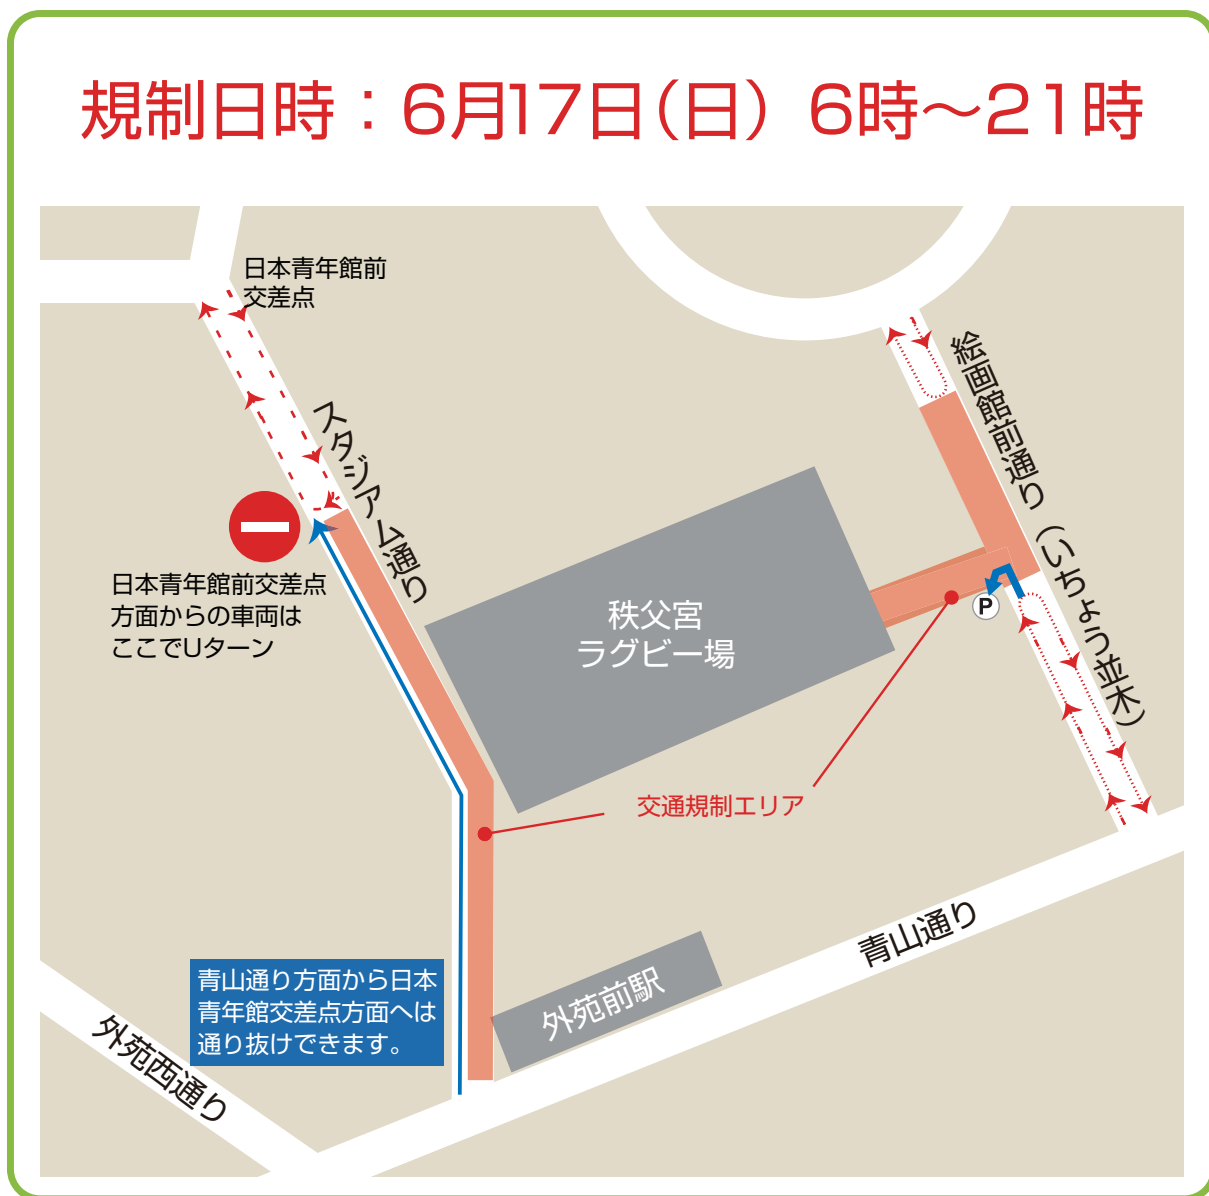 規制日時：6月17日(日) 6時～21時
日本青年館前
交差点
絵画館前通り（いちょう並木）
スタジアム通り
日本青年館前交差点
方面からの車両は
ここでUターン
秩父宮
ラグビー場
P
交通規制エリア
青山通り
外苑前駅
青山通り方面から日本
青年館交差点方面へは
通り抜けできます。
外苑西通り